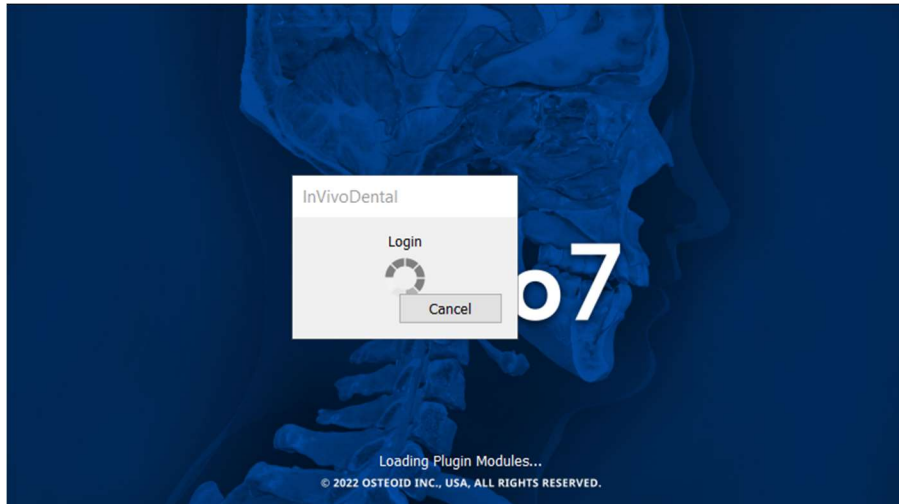 InVivoDental
Login
Cancel
o7
Loading Plugin Modules...
© 2022 OSTEOID INC., USA, ALL RIGHTS RESERVED.